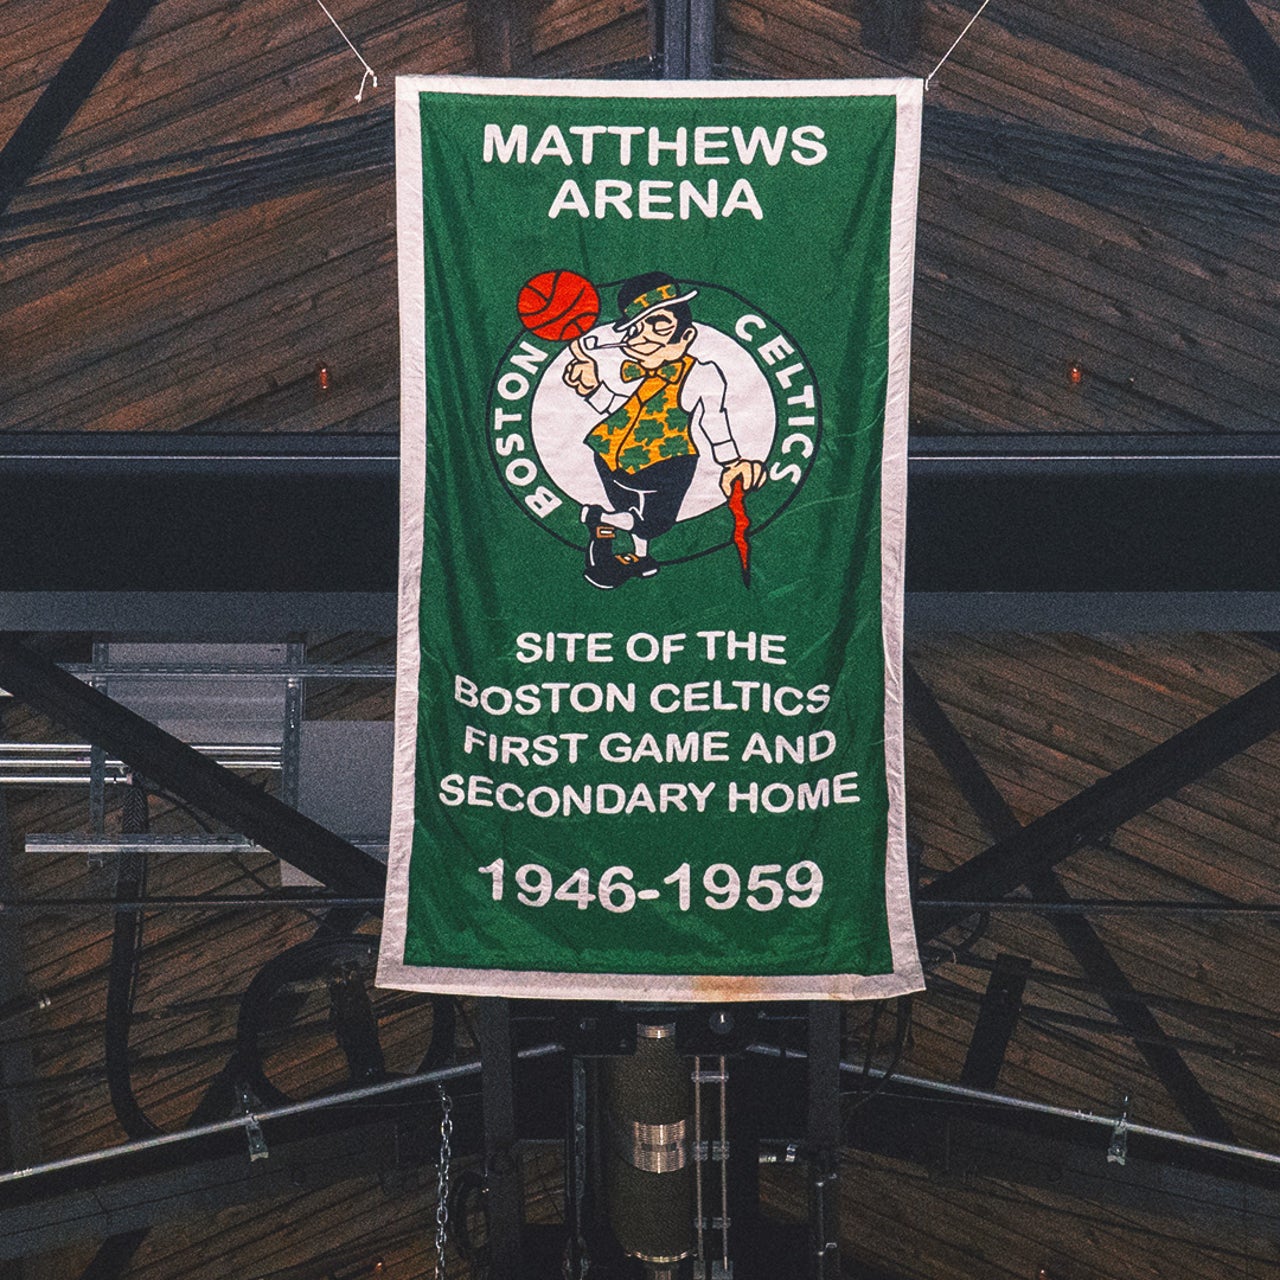 MATTHEWS
ARENA
BOSTON CELTICS
SITE OF THE
BOSTON CELTICS
FIRST GAME AND
SECONDARY HOME
1946-1959